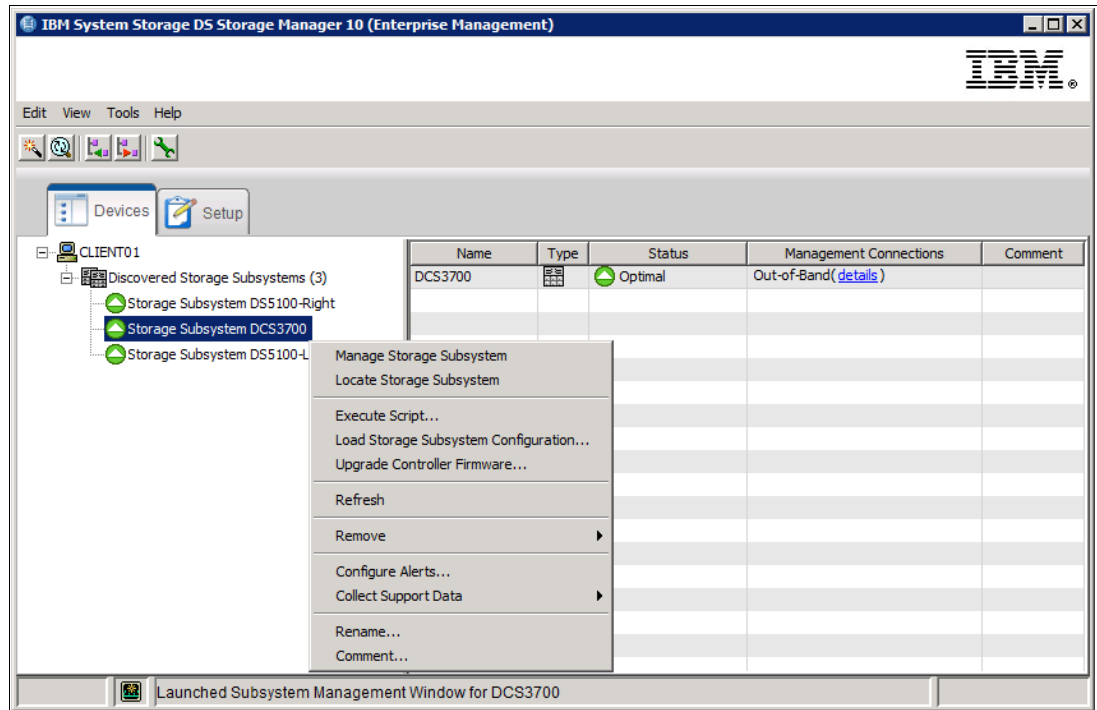 IBM System Storage DS Storage Manager 10 (Enterprise Management)
IBM®
Edit View Tools Help
Devices Setup
CLIENT01
Discovered Storage Subsystems (3)
Storage Subsystem DS5100-Right
Storage Subsystem DCS3700
Storage Subsystem DS5100-L
Name Type Status Management Connections Comment
DCS3700 Optimal Out-of-Band(details)
Manage Storage Subsystem
Locate Storage Subsystem
Execute Script...
Load Storage Subsystem Configuration...
Upgrade Controller Firmware...
Refresh
Remove
Configure Alerts...
Collect Support Data
Rename...
Comment...
Launched Subsystem Management Window for DCS3700